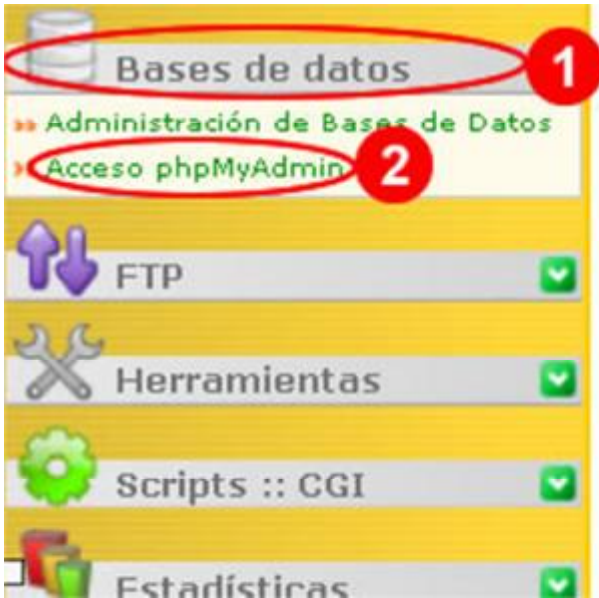 Bases de datos
1
Administración de Bases de Datos
Acceso phpMyAdmin
2
FTP
Herramientas
Scripts :: CGI
Estadísticas